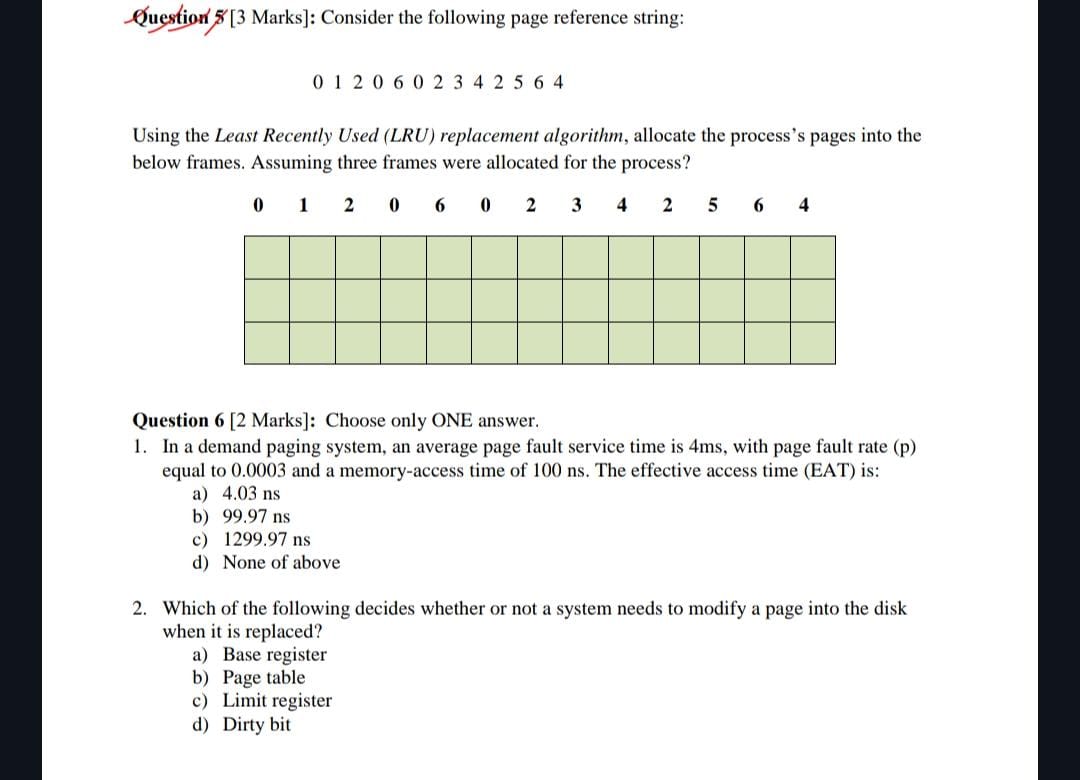 Question 5 [3 Marks]: Consider the following page reference string:
0 1 2 0 6 0 2 3 4 2 5 6 4
Using the Least Recently Used (LRU) replacement algorithm, allocate the process's pages into the
below frames. Assuming three frames were allocated for the process?
0 1 2 0 6 0 2 3 4 2 5 6 4
Question 6 [2 Marks]: Choose only ONE answer.
1. In a demand paging system, an average page fault service time is 4ms, with page fault rate (p)
equal to 0.0003 and a memory-access time of 100 ns. The effective access time (EAT) is:
a) 4.03 ns
b) 99.97 ns
c) 1299.97 ns
d) None of above
2. Which of the following decides whether or not a system needs to modify a page into the disk
when it is replaced?
a) Base register
b) Page table
c) Limit register
d) Dirty bit